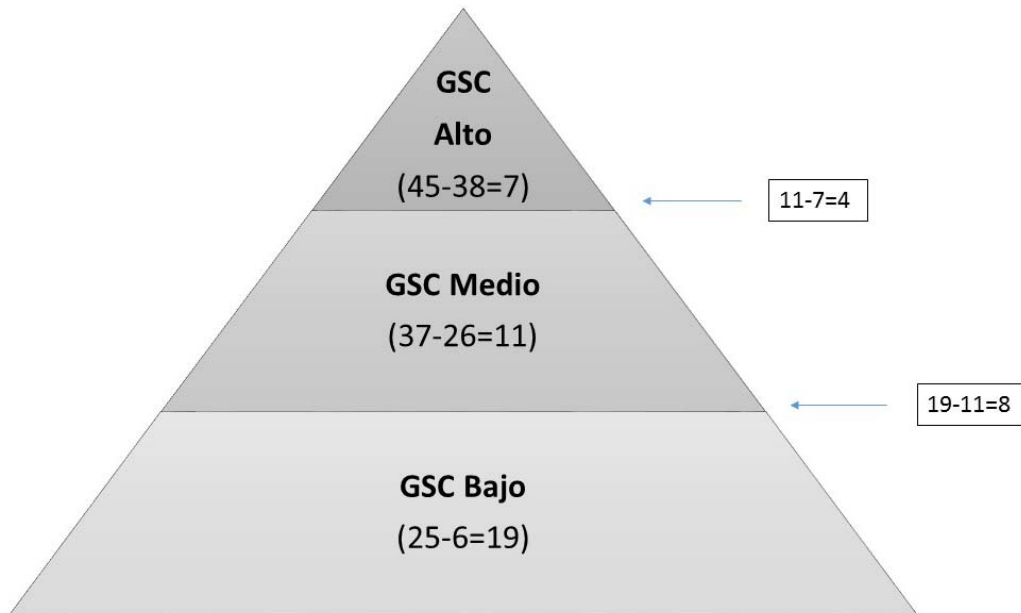 GSC
Alto
(45-38=7)
11-7=4
GSC Medio
(37-26=11)
19-11=8
GSC Bajo
(25-6=19)